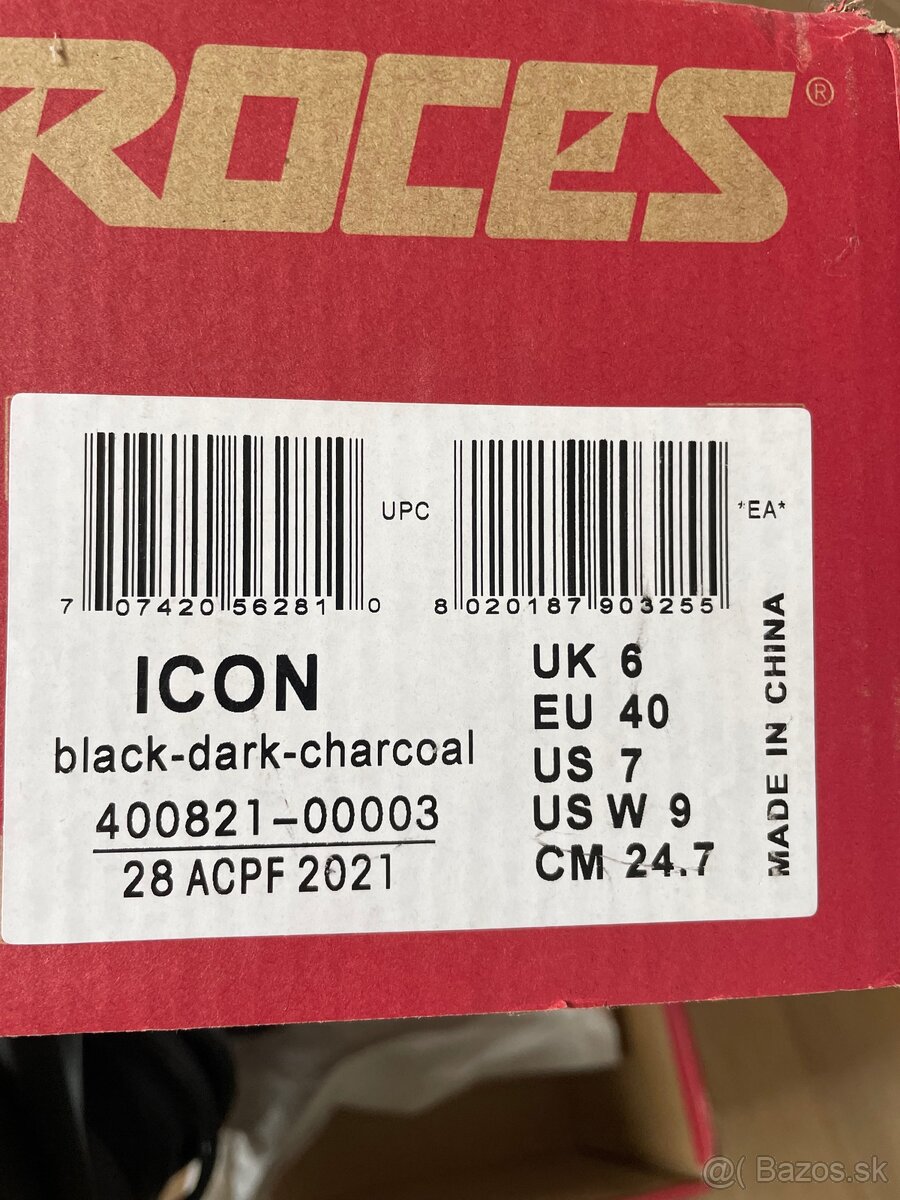 ROCES®
UPC
*EA*
7 07420 56281 0
8 020187 903255
ICON
black-dark-charcoal
400821-00003
28 ACPF 2021
UK 6
EU 40
US 7
US W 9
CM 24.7
MADE IN CHINA
@( Bazos.sk